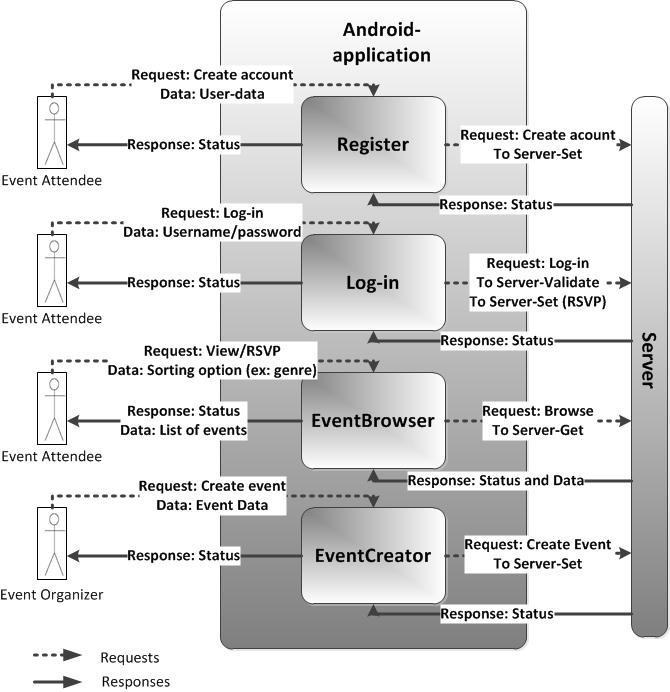 Android-
application
Request: Create account
Data: User-data
Register
Response: Status
Event Attendee
Request: Create acount
To Server-Set
Response: Status
Request: Log-in
Data: Username/password
Log-in
Response: Status
Event Attendee
Request: Log-in
To Server-Validate
To Server-Set (RSVP)
Response: Status
Request: View/RSVP
Data: Sorting option (ex: genre)
EventBrowser
Response: Status
Data: List of events
Event Attendee
Request: Browse
To Server-Get
Response: Status and Data
Request: Create event
Data: Event Data
EventCreator
Response: Status
Event Organizer
Request: Create Event
To Server-Set
Response: Status
Server
Requests
Responses